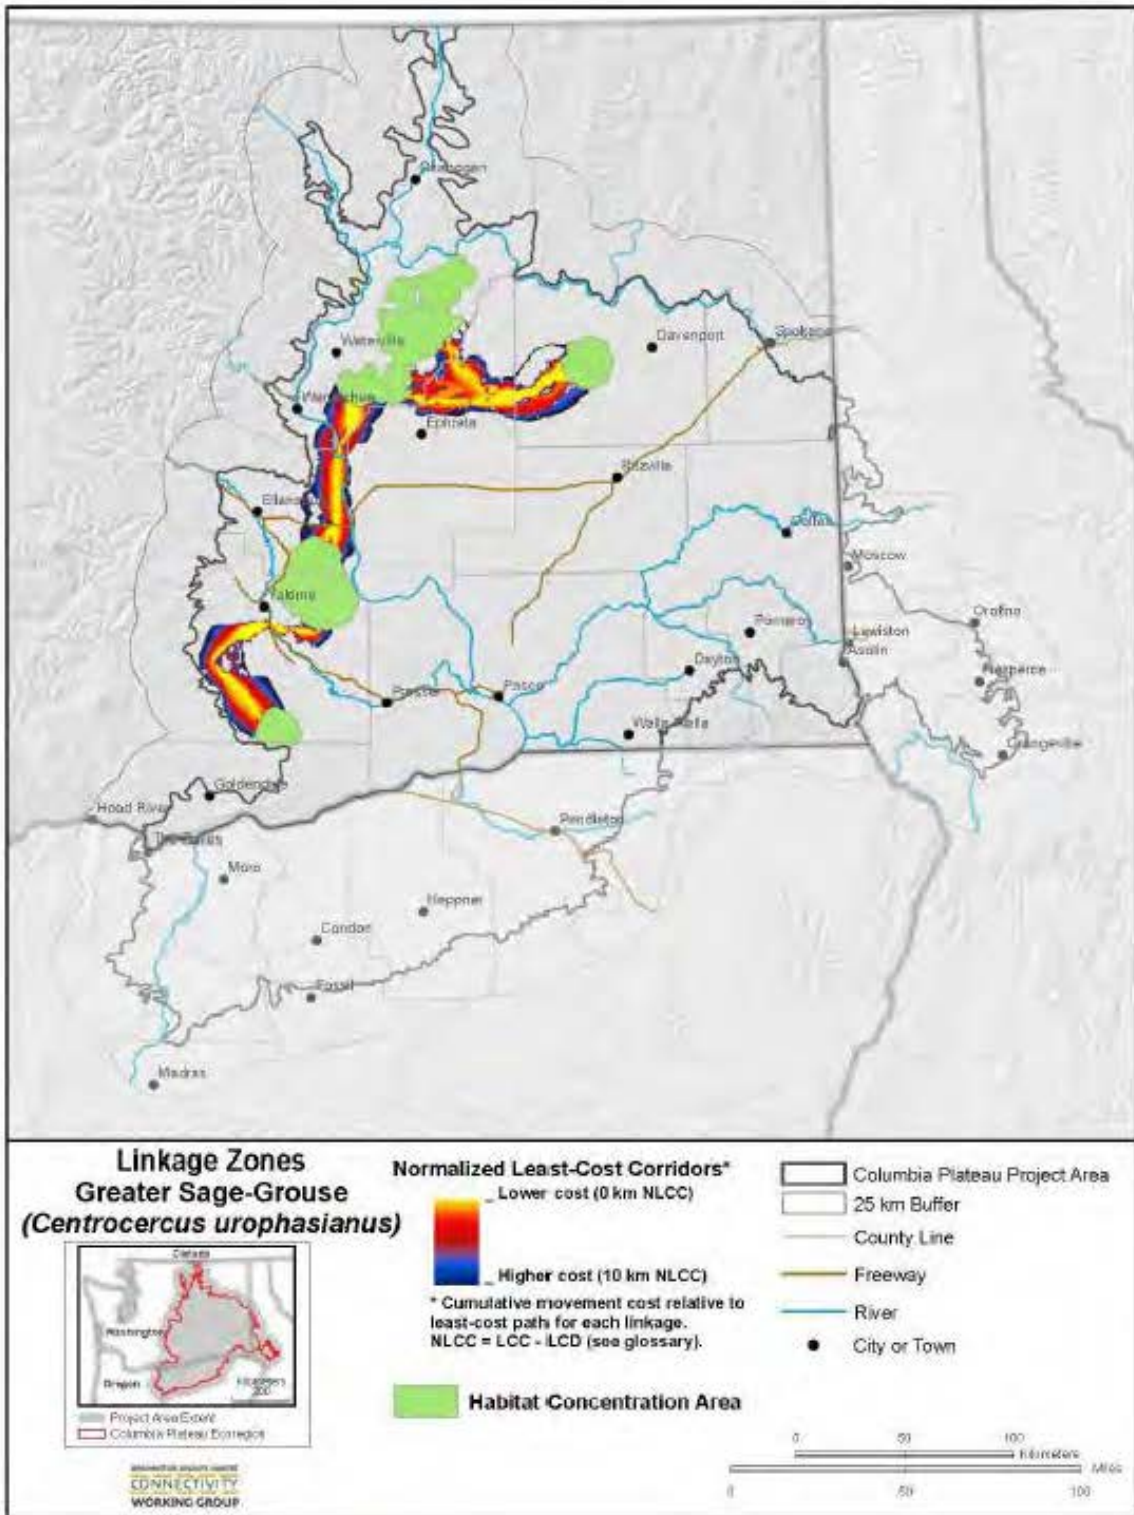 Okanogan
Waterville
Davenport
Spokane
Ephrata
Ritzville
Colfax
Moscow
Yakima
Orofino
Pomeroy
Lewiston
Asotin
Dayton
Nezperce
Prosser
Pasco
Walla Walla
Grangeville
Goldendale
Hood River
The Dalles
Pendleton
Moro
Heppner
Condon
Fossil
Madras
Linkage Zones
Greater Sage-Grouse
(Centrocercus urophasianus)
Canada
Washington
Oregon
Kilometers
200
Project Area Extent
Columbia Plateau Ecoregion
CONNECTIVITY
WORKING GROUP
Normalized Least-Cost Corridors*
_ Lower cost (0 km NLCC)
_ Higher cost (10 km NLCC)
* Cumulative movement cost relative to
least-cost path for each linkage.
NLCC = LCC - LCD (see glossary).
Habitat Concentration Area
Columbia Plateau Project Area
25 km Buffer
County Line
Freeway
River
City or Town
0 50 100
Kilometers
Miles
0 50 100